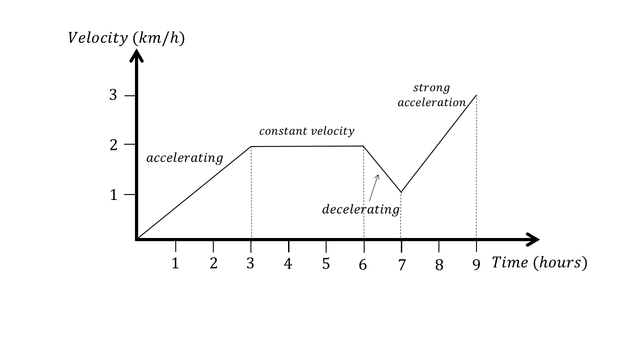 Velocity (km/h)
3
strong
acceleration
constant velocity
2
accelerating
1
decelerating
1 2 3 4 5 6 7 8 9 Time (hours)